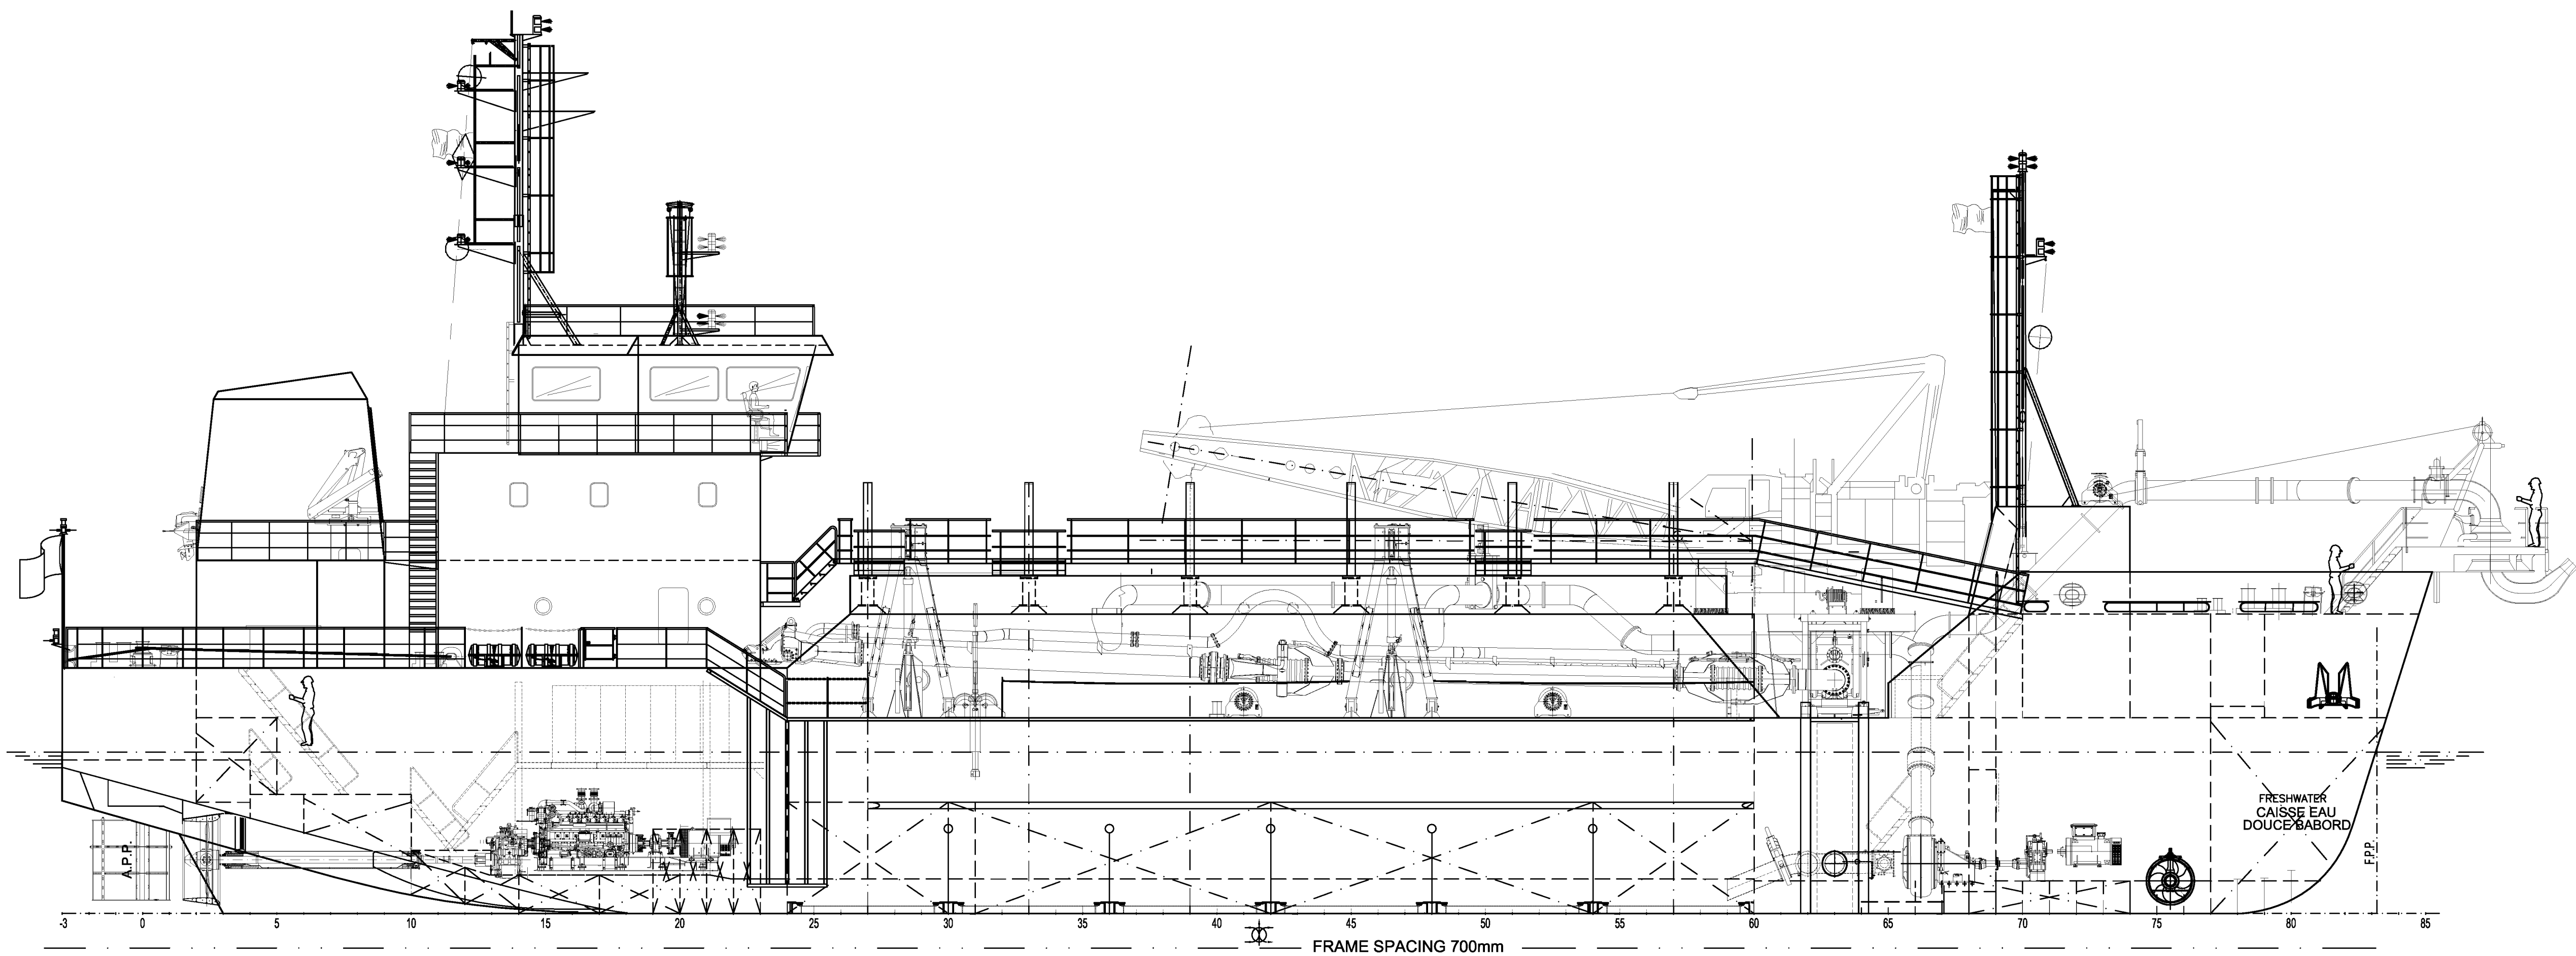 FRESHWATER
CAISSE EAU
DOUCE BABORD
A.P.P.
F.P.P.
-3 0 5 10 15 20 25 30 35 40 45 50 55 60 65 70 75 80 85
FRAME SPACING 700mm